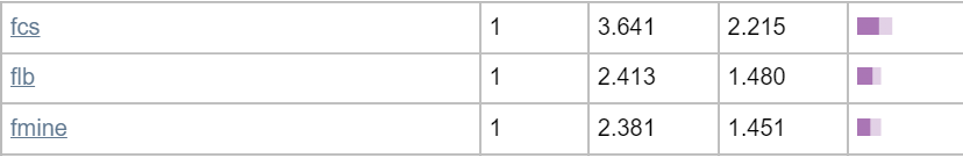 fcs 1 3.641 2.215
flb 1 2.413 1.480
fmine 1 2.381 1.451